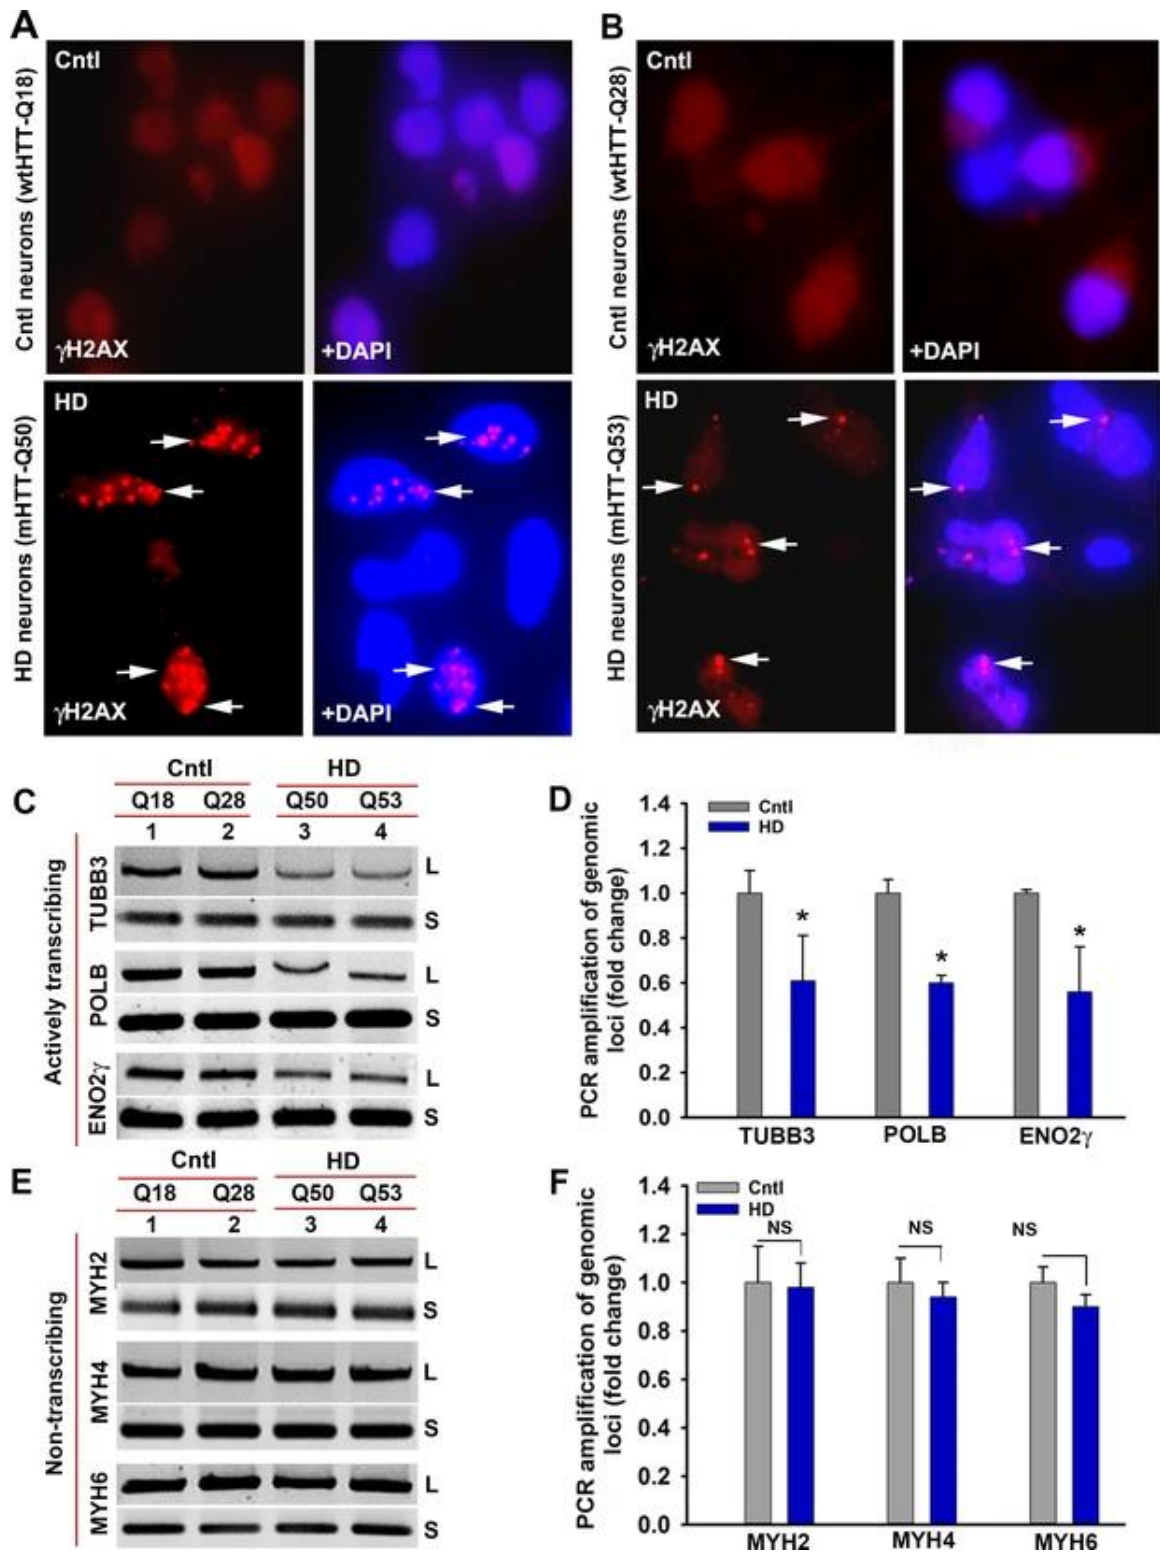 A
B
Cntl neurons (wtHTT-Q18)
Cntl
γH2AX
+DAPI
Cntl neurons (wtHTT-Q28)
Cntl
γH2AX
+DAPI
HD neurons (mHTT-Q50)
HD
γH2AX
+DAPI
HD neurons (mHTT-Q53)
HD
γH2AX
+DAPI
C
Cntl HD
Q18 Q28 Q50 Q53
1 2 3 4
Actively transcribing
TUBB3
L
S
POLB
L
S
ENO2γ
L
S
D
PCR amplification of genomic
loci (fold change)
1.4
1.2
1.0
0.8
0.6
0.4
0.2
0.0
Cntl
HD
* * *
TUBB3 POLB ENO2γ
E
Cntl HD
Q18 Q28 Q50 Q53
1 2 3 4
Non-transcribing
MYH2
L
S
MYH4
L
S
MYH6
L
S
F
PCR amplification of genomic
loci (fold change)
1.4
1.2
1.0
0.8
0.6
0.4
0.2
0.0
Cntl
HD
NS NS NS
MYH2 MYH4 MYH6